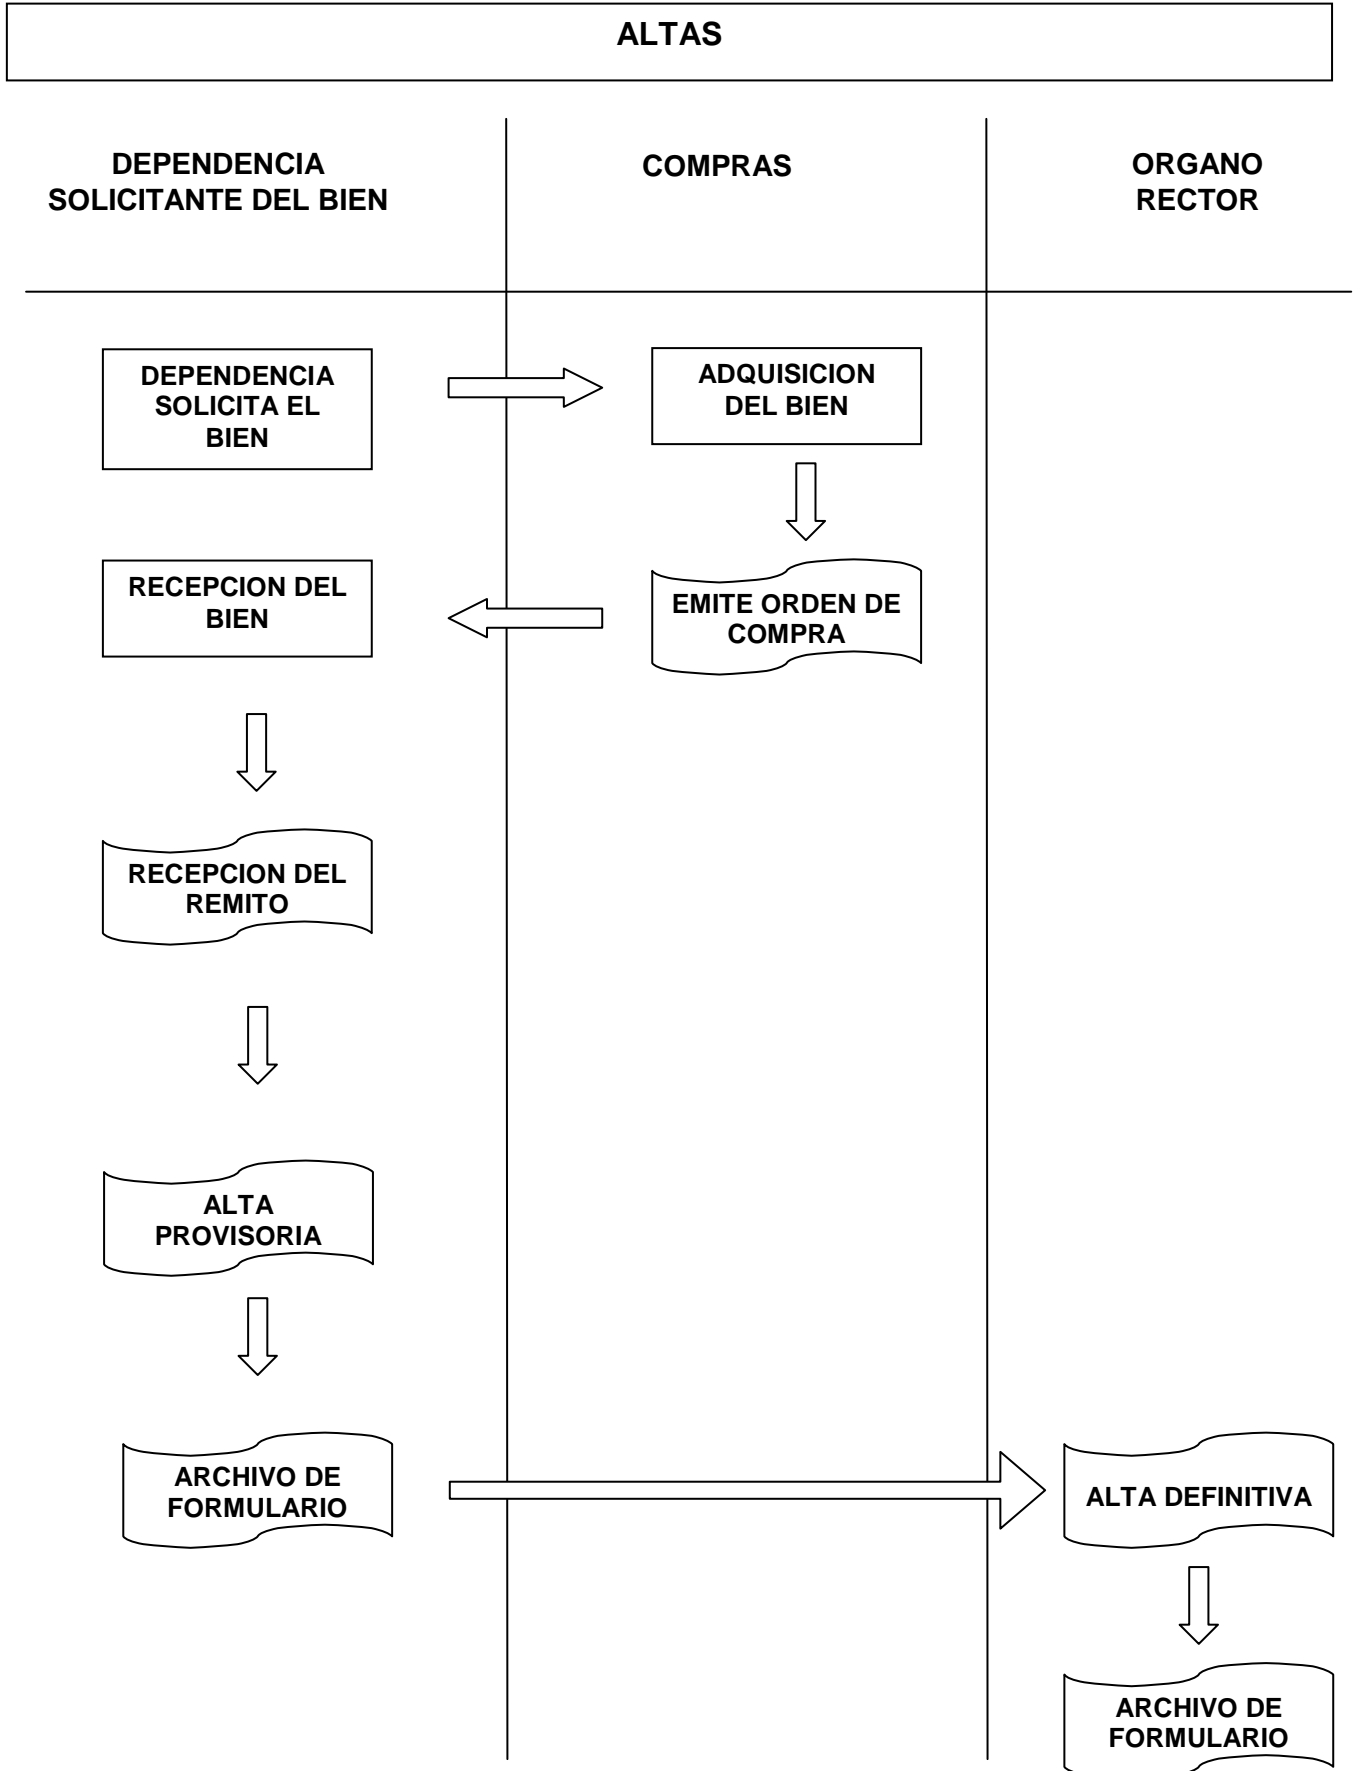 ALTAS
DEPENDENCIA
SOLICITANTE DEL BIEN
COMPRAS
ORGANO
RECTOR
DEPENDENCIA
SOLICITA EL
BIEN
ADQUISICION
DEL BIEN
EMITE ORDEN DE
COMPRA
RECEPCION DEL
BIEN
RECEPCION DEL
REMITO
ALTA
PROVISORIA
ARCHIVO DE
FORMULARIO
ALTA DEFINITIVA
ARCHIVO DE
FORMULARIO